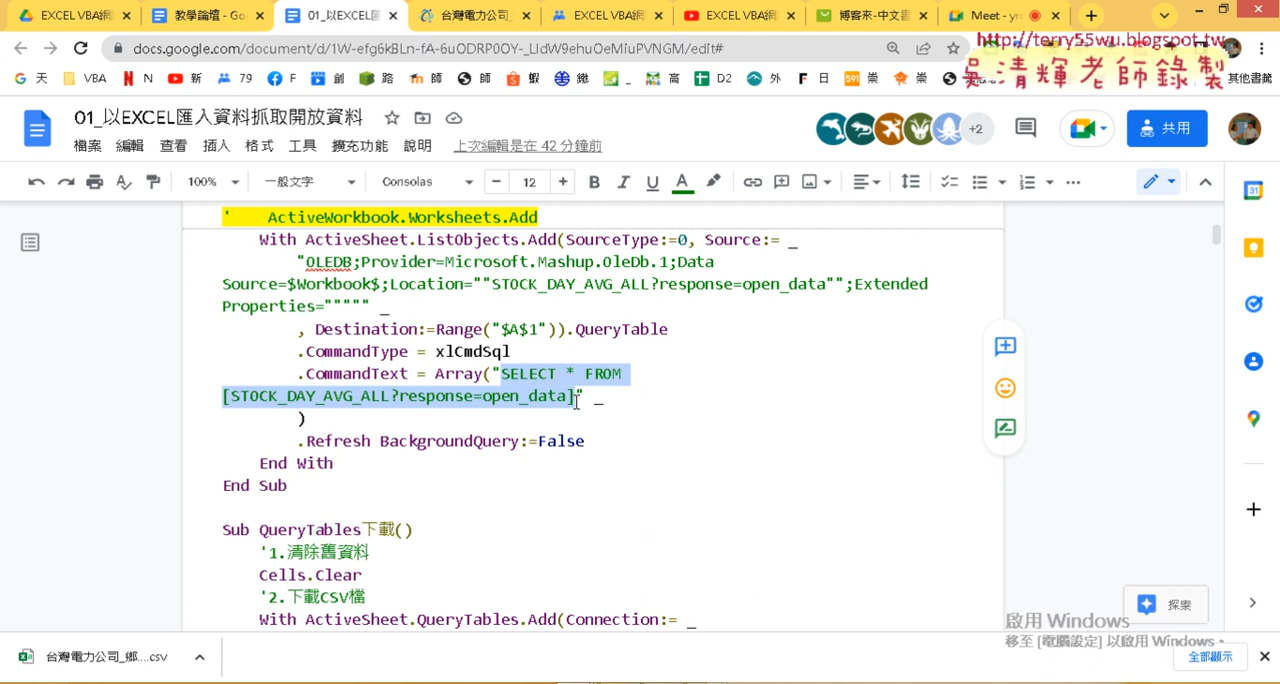 EXCEL VBA網
教學論壇 - Go
01_以EXCEL匯
台灣電力公司_
EXCEL VBA網
EXCEL VBA網
博客來-中文書
Meet - yr
docs.google.com/document/d/1W-efg6kBLn-fA-6uODRP0OY-_LldW9ehuOeMiuPVNGM/edit#
http://terry55wu.blogspot.tw
吳清輝老師錄製
天 VBA N 新 79 F 創 路 師 師 蝦 維 _ 高 D2 外 日 崇 崇 其他書籤
01_以EXCEL匯入資料抓取開放資料
+2
共用
檔案 編輯 查看 插入 格式 工具 擴充功能 說明 上次編輯是在 42 分鐘前
100% 一般文字 Consolas 12 B I U A
' ActiveWorkbook.Worksheets.Add
With ActiveSheet.ListObjects.Add(SourceType:=0, Source:= _
"OLEDB;Provider=Microsoft.Mashup.OleDb.1;Data
Source=$Workbook$;Location=""STOCK_DAY_AVG_ALL?response=open_data"";Extended
Properties=""""" _
, Destination:=Range("$A$1")).QueryTable
.CommandType = xlCmdSql
.CommandText = Array("SELECT * FROM
[STOCK_DAY_AVG_ALL?response=open_data]" _
)
.Refresh BackgroundQuery:=False
End With
End Sub
Sub QueryTables下載()
'1.清除舊資料
Cells.Clear
'2.下載CSV檔
With ActiveSheet.QueryTables.Add(Connection:= _
探索
啟用 Windows
移至 [電腦設定] 以啟用 Windows。
台灣電力公司_鄉....csv
全部顯示